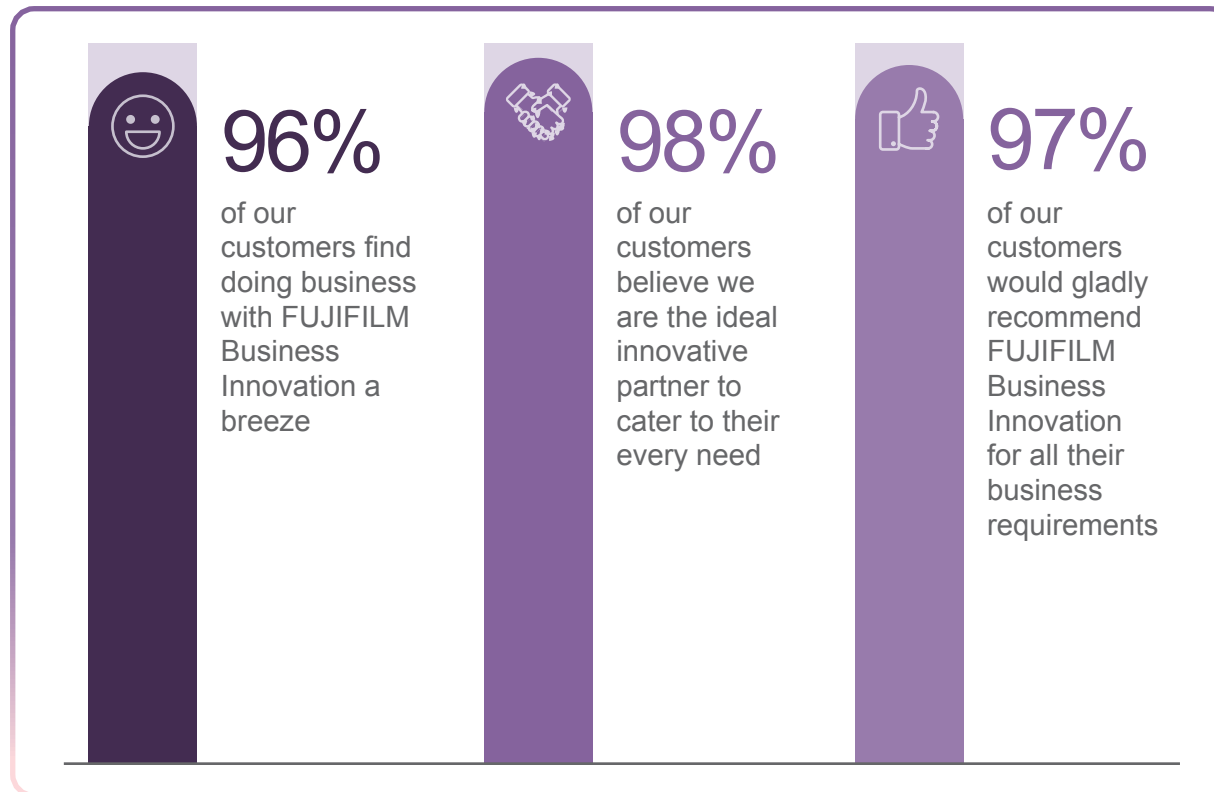 96%
of our
customers find
doing business
with FUJIFILM
Business
Innovation a
breeze
98%
of our
customers
believe we
are the ideal
innovative
partner to
cater to their
every need
97%
of our
customers
would gladly
recommend
FUJIFILM
Business
Innovation
for all their
business
requirements